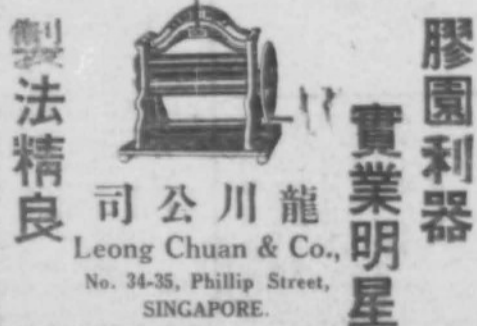 膠園利器
實業明星
製法精良
司公川龍
Leong Chuan & Co.,
No. 34-35, Phillip Street,
SINGAPORE.